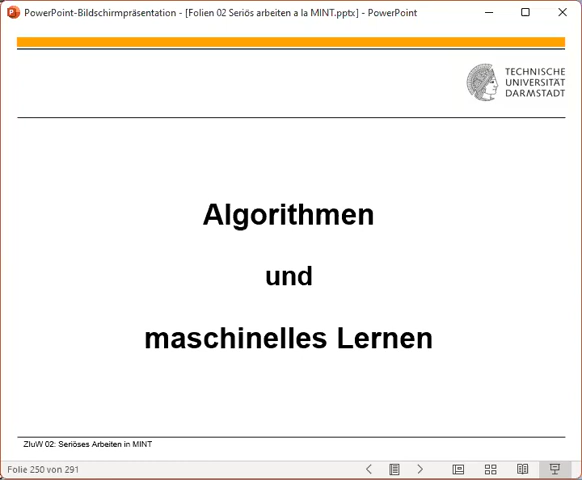 PowerPoint-Bildschirmpräsentation - [Folien 02 Seriös arbeiten a la MINT.pptx] - PowerPoint
TECHNISCHE
UNIVERSITÄT
DARMSTADT
Algorithmen
und
maschinelles Lernen
ZIuW 02: Seriöses Arbeiten in MINT
Folie 250 von 291